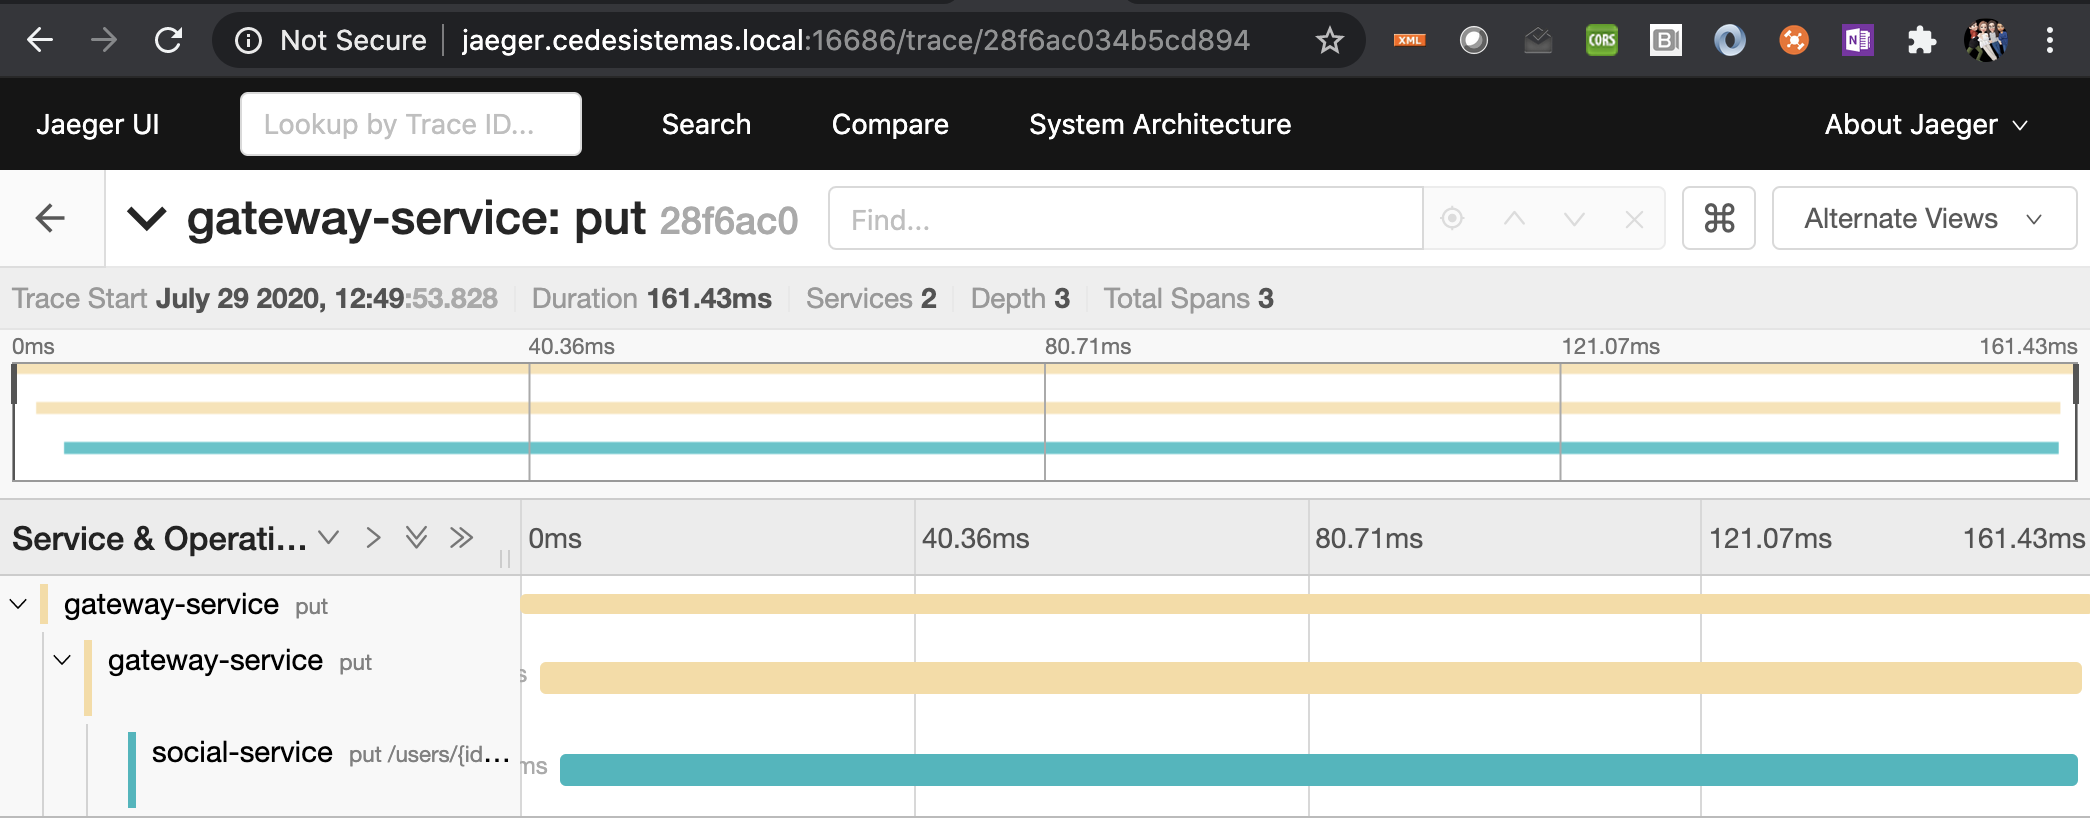 Not Secure jaeger.cedesistemas.local:16686/trace/28f6ac034b5cd894 XML CORS B N
Jaeger UI Lookup by Trace ID... Search Compare System Architecture About Jaeger
gateway-service: put 28f6ac0 Find... ⌘ Alternate Views
Trace Start July 29 2020, 12:49:53.828 Duration 161.43ms Services 2 Depth 3 Total Spans 3
0ms 40.36ms 80.71ms 121.07ms 161.43ms
Service & Operati... 0ms 40.36ms 80.71ms 121.07ms 161.43ms
gateway-service put
gateway-service put s
social-service put /users/{id... ms